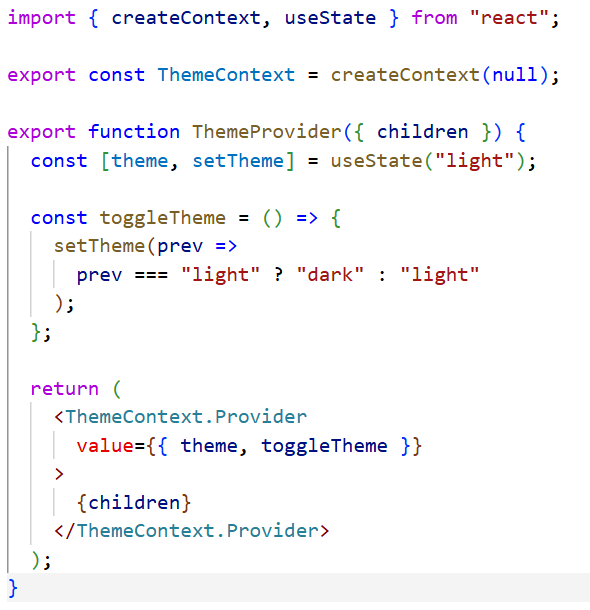 import { createContext, useState } from "react";

export const ThemeContext = createContext(null);

export function ThemeProvider({ children }) {
  const [theme, setTheme] = useState("light");

  const toggleTheme = () => {
    setTheme(prev =>
      prev === "light" ? "dark" : "light"
    );
  };

  return (
    <ThemeContext.Provider
      value={{ theme, toggleTheme }}
    >
      {children}
    </ThemeContext.Provider>
  );
}